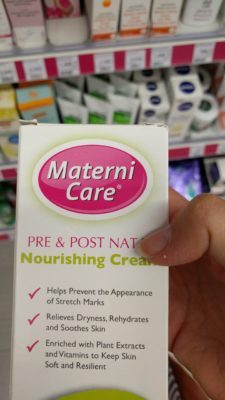 Materni
Care®
PRE & POST NAT
Nourishing Cream
Helps Prevent the Appearance
of Stretch Marks
Relieves Dryness, Rehydrates
and Soothes Skin
Enriched with Plant Extracts
and Vitamins to Keep Skin
Soft and Resilient